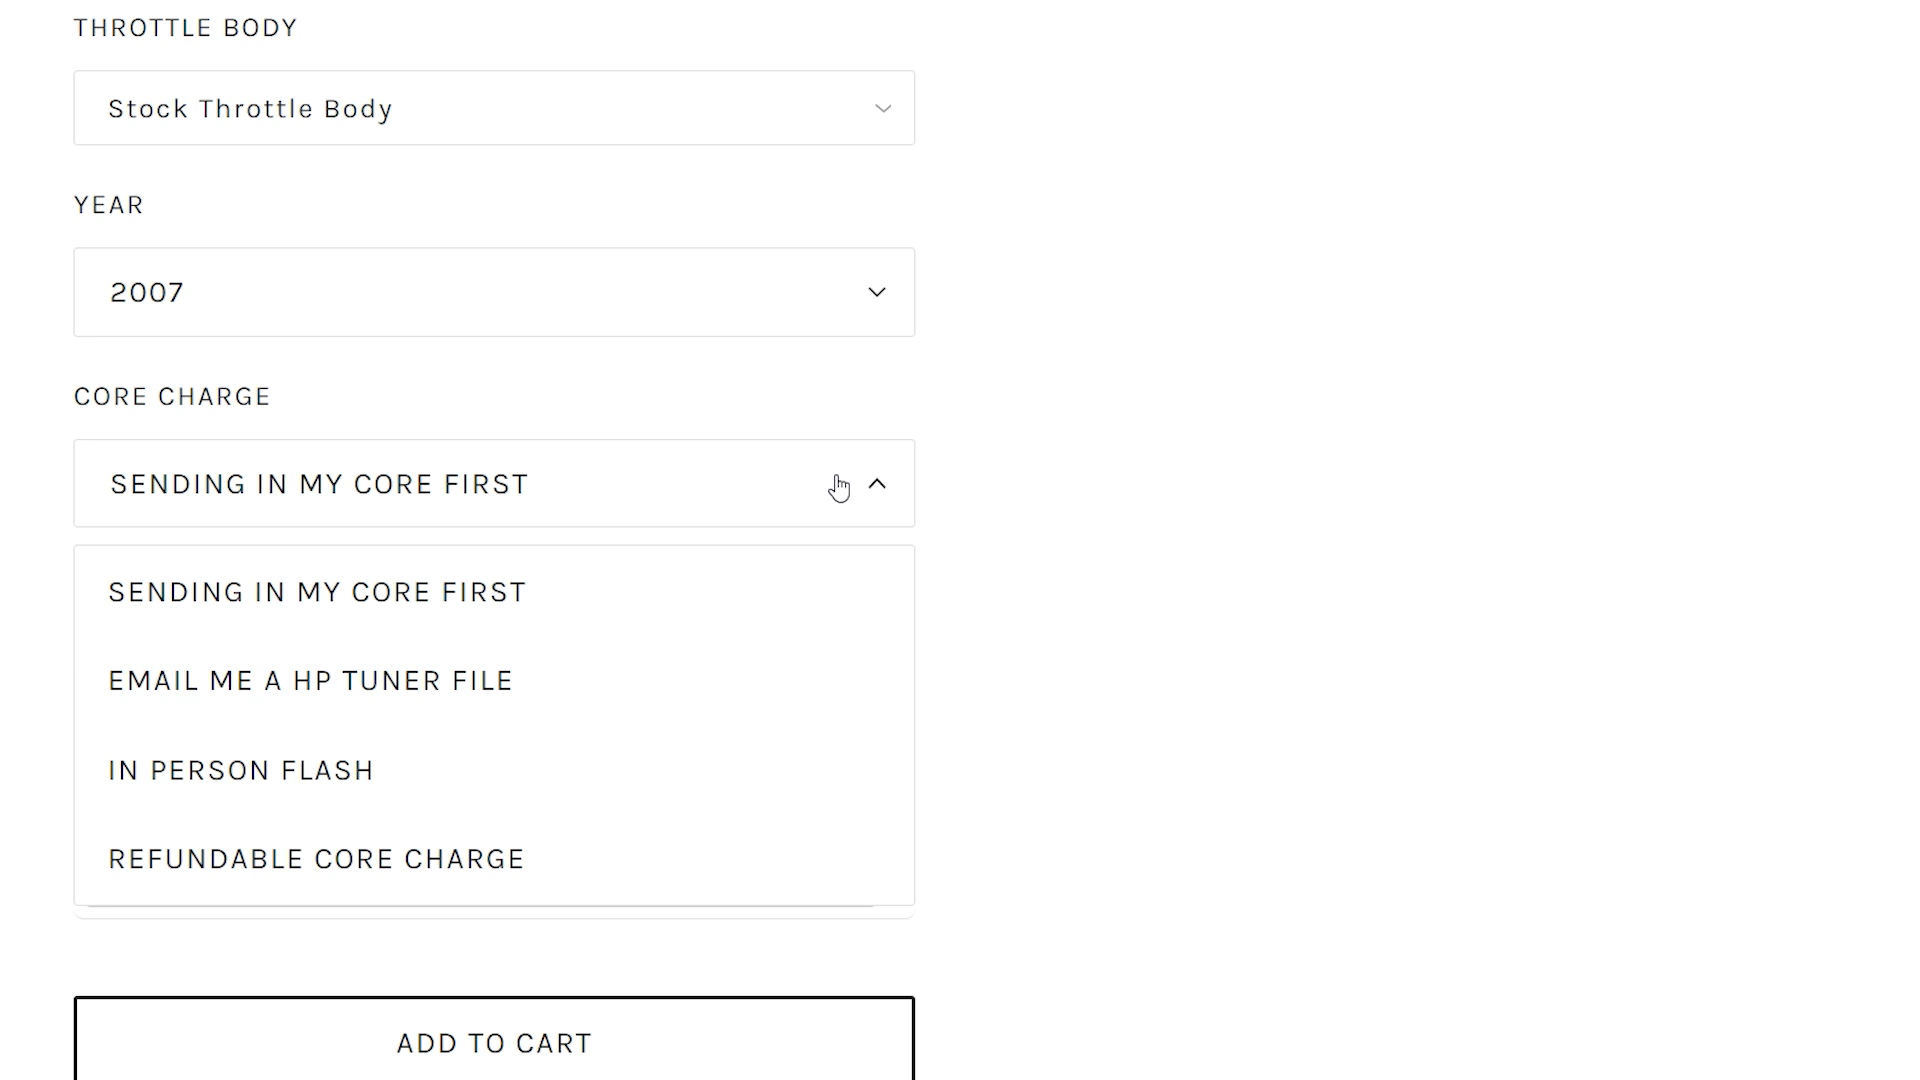 THROTTLE BODY
Stock Throttle Body
YEAR
2007
CORE CHARGE
SENDING IN MY CORE FIRST
SENDING IN MY CORE FIRST
EMAIL ME A HP TUNER FILE
IN PERSON FLASH
REFUNDABLE CORE CHARGE
ADD TO CART